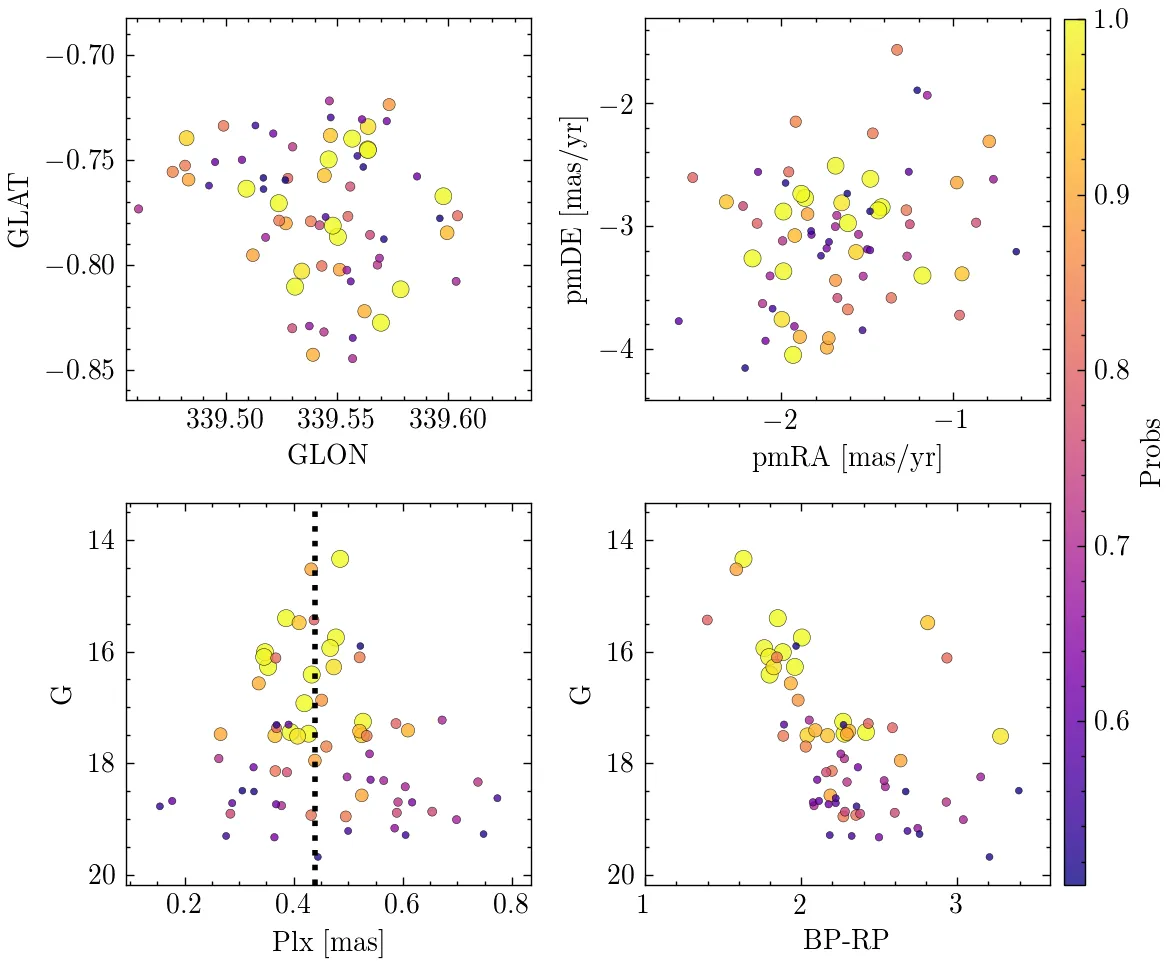 −0.70
−0.75
−0.80
−0.85
GLAT
339.50 339.55 339.60
GLON
−2
−3
−4
pmDE [mas/yr]
−2 −1
pmRA [mas/yr]
14
16
18
20
G
0.2 0.4 0.6 0.8
Plx [mas]
14
16
18
20
G
1 2 3
BP-RP
1.0
0.9
0.8
0.7
0.6
Probs